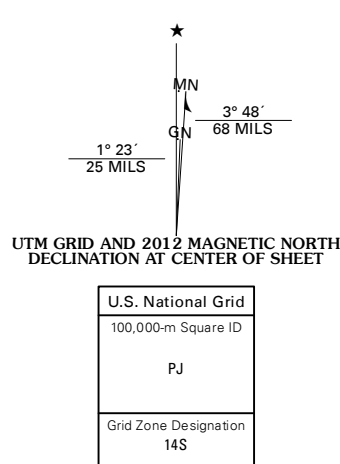 ★
MN
3° 48´
68 MILS
GN
1° 23´
25 MILS
UTM GRID AND 2012 MAGNETIC NORTH
DECLINATION AT CENTER OF SHEET
U.S. National Grid
100,000-m Square ID
PJ
Grid Zone Designation
14S